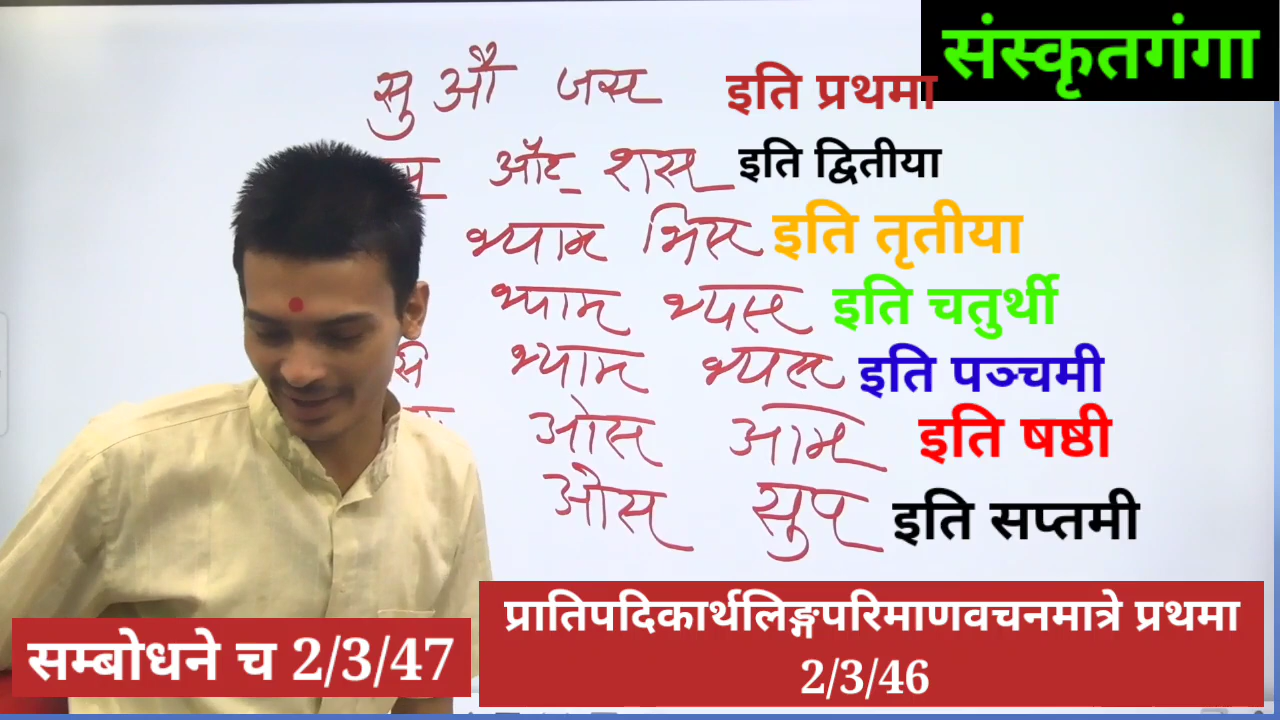 संस्कृतगंगा
सु औ जस इति प्रथमा
औट् शस् इति द्वितीया
भ्याम भिस् इति तृतीया
भ्याम् भ्यस् इति चतुर्थी
भ्याम् भ्यस् इति पञ्चमी
ओस् आम् इति षष्ठी
ओस् सुप् इति सप्तमी
प्रातिपदिकार्थलिङ्गपरिमाणवचनमात्रे प्रथमा
2/3/46
सम्बोधने च 2/3/47